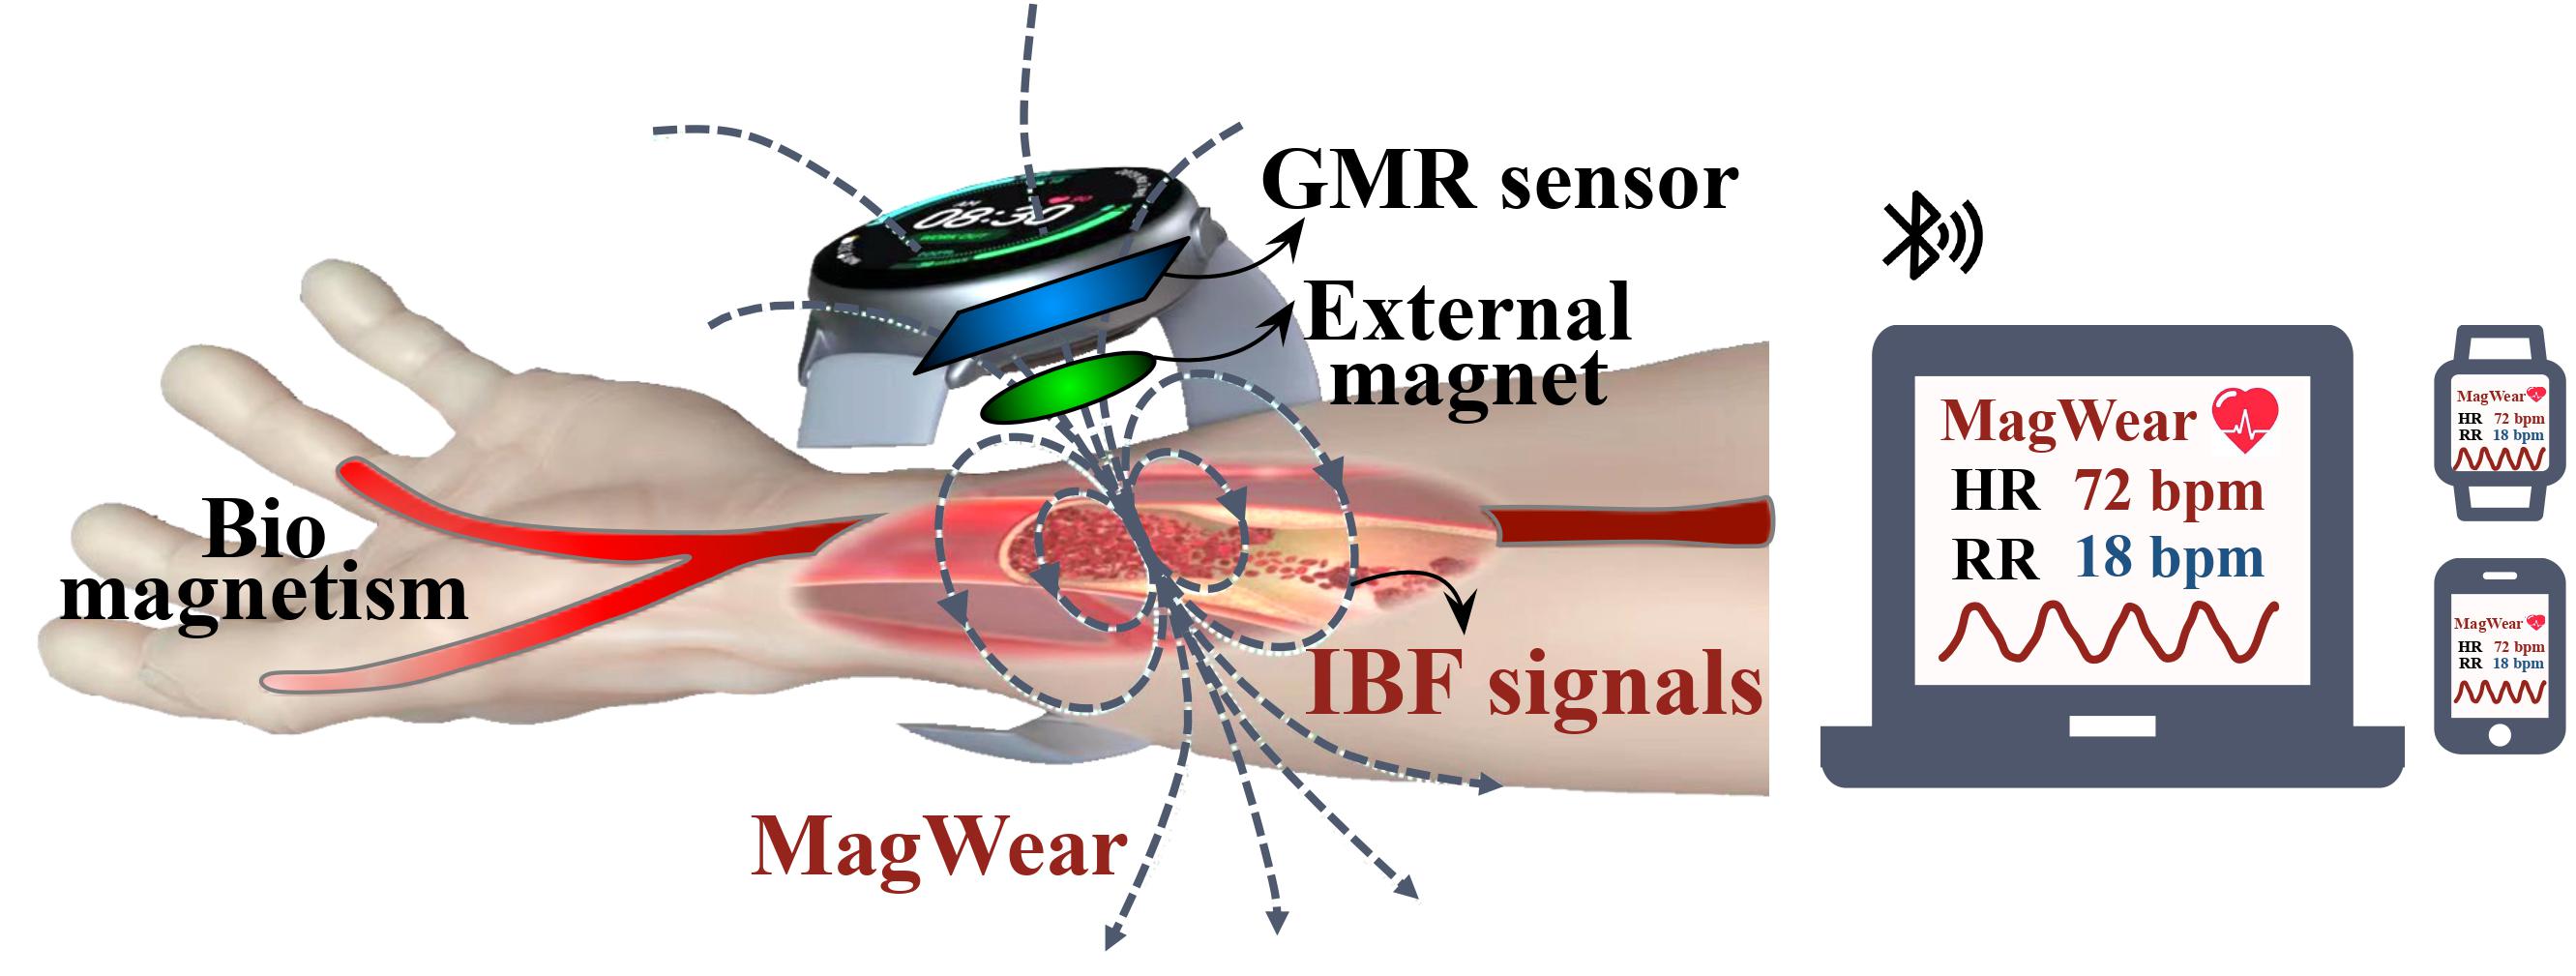 GMR sensor
External
magnet
AM
08:30
Bio
magnetism
IBF signals
MagWear
MagWear
HR 72 bpm
RR 18 bpm
MagWear
HR 72 bpm
RR 18 bpm
MagWear
HR 72 bpm
RR 18 bpm